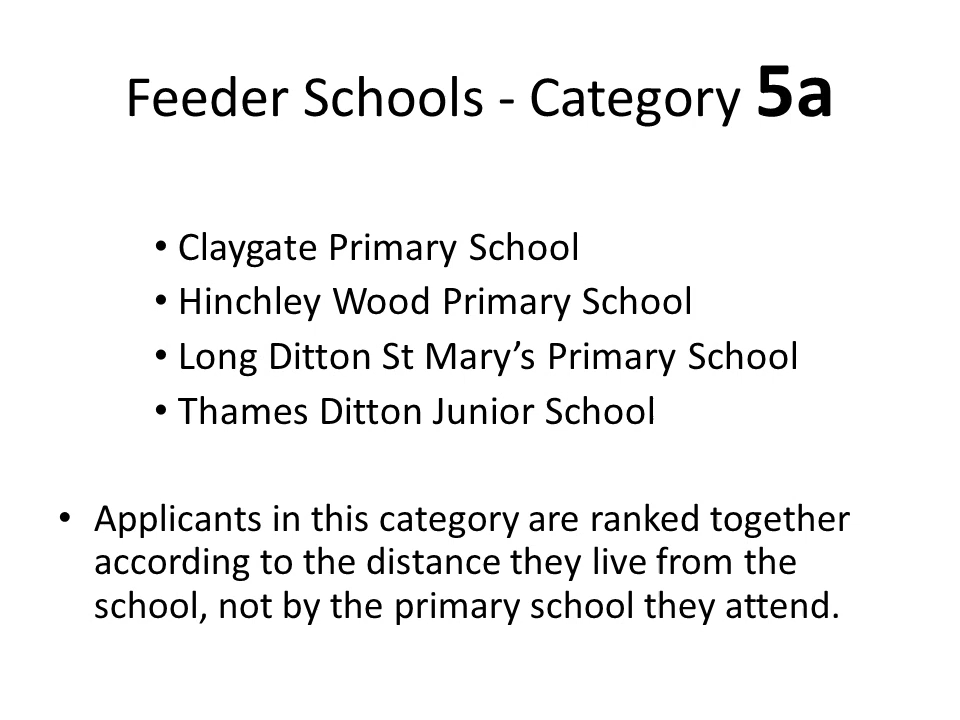 Feeder Schools - Category 5a
• Claygate Primary School
• Hinchley Wood Primary School
• Long Ditton St Mary’s Primary School
• Thames Ditton Junior School
• Applicants in this category are ranked together
according to the distance they live from the
school, not by the primary school they attend.